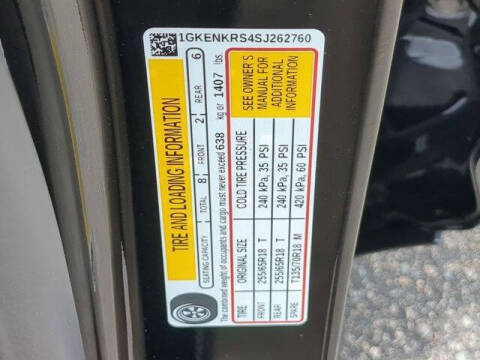 1GKENKRS4SJ262760
TIRE AND LOADING INFORMATION
SEATING CAPACITY TOTAL 8 FRONT 2 REAR 6
The combined weight of occupants and cargo must never exceed 638 kg or 1407 lbs
TIRE ORIGINAL SIZE COLD TIRE PRESSURE
FRONT 255/65R18 T 240 kPa, 35 PSI
REAR 255/65R18 T 240 kPa, 35 PSI
SPARE T135/70R18 M 420 kPa, 60 PSI
SEE OWNER'S
MANUAL FOR
ADDITIONAL
INFORMATION